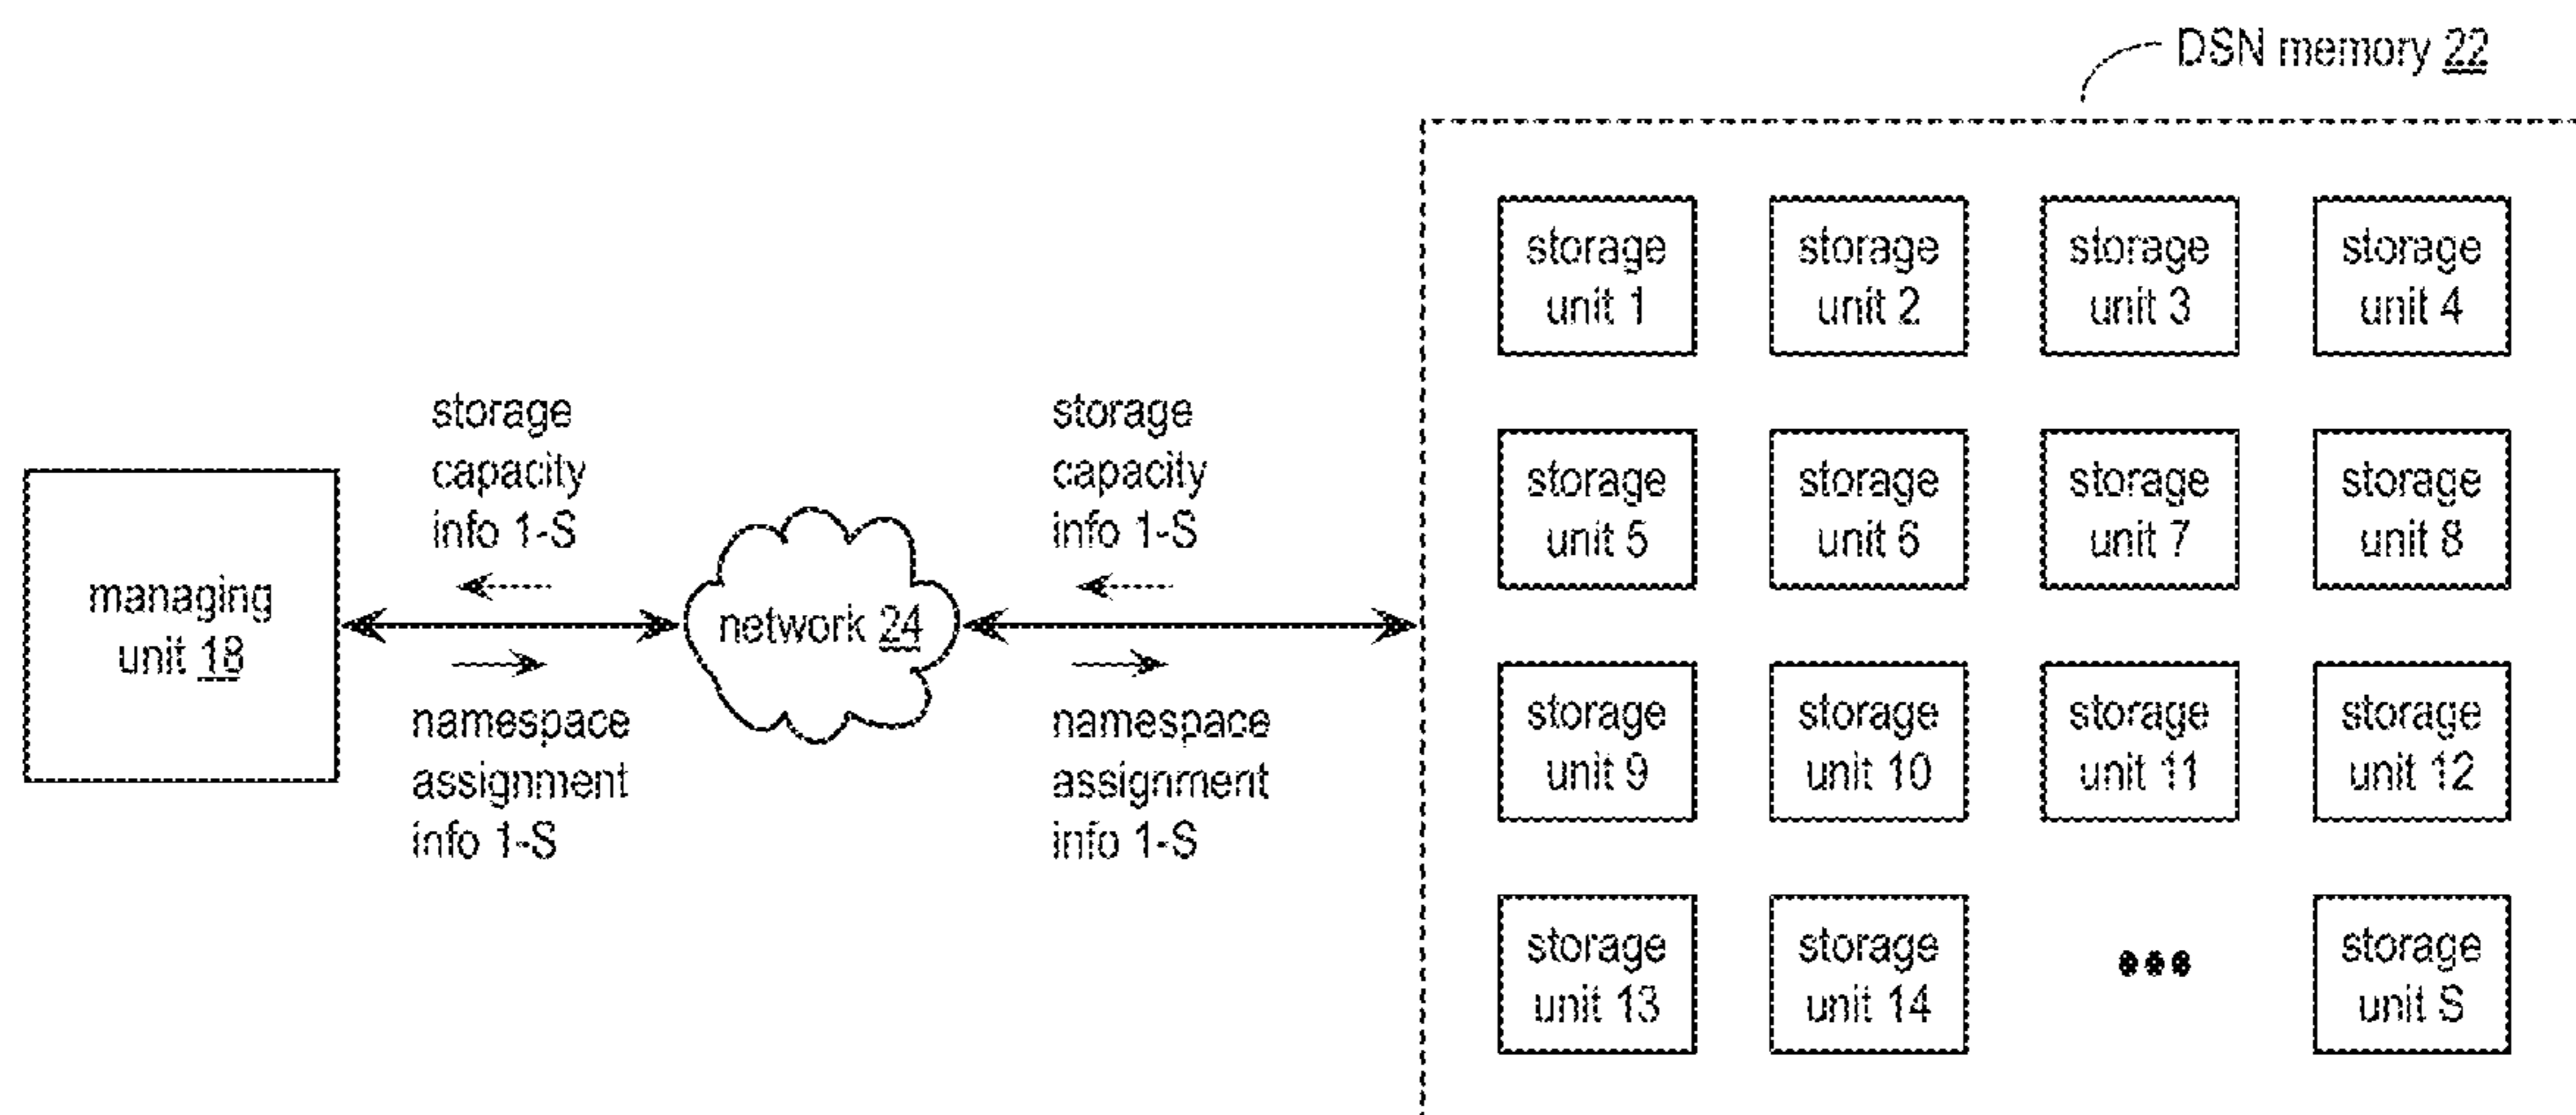 DSN memory 22
storage
unit 1
storage
unit 2
storage
unit 3
storage
unit 4
storage
capacity
info 1-S
storage
capacity
info 1-S
storage
unit 5
storage
unit 6
storage
unit 7
storage
unit 8
managing
unit 18
network 24
namespace
assignment
info 1-S
namespace
assignment
info 1-S
storage
unit 9
storage
unit 10
storage
unit 11
storage
unit 12
storage
unit 13
storage
unit 14
•••
storage
unit S